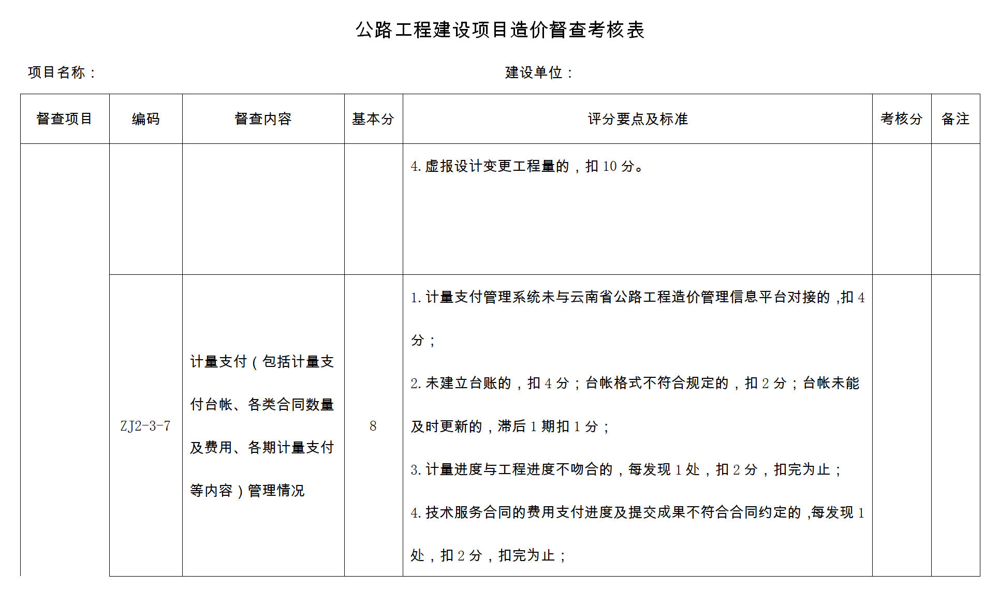 公路工程建设项目造价督查考核表
项目名称：
建设单位：
督查项目 编码 督查内容 基本分 评分要点及标准 考核分 备注
4.虚报设计变更工程量的，扣 10 分。
ZJ2-3-7
计量支付（包括计量支
付台帐、各类合同数量
及费用、各期计量支付
等内容）管理情况
8
1.计量支付管理系统未与云南省公路工程造价管理信息平台对接的,扣 4
分；
2.未建立台账的，扣 4 分；台帐格式不符合规定的，扣 2 分；台帐未能
及时更新的，滞后 1 期扣 1 分；
3.计量进度与工程进度不吻合的，每发现 1 处，扣 2 分，扣完为止；
4.技术服务合同的费用支付进度及提交成果不符合合同约定的,每发现 1
处，扣 2 分，扣完为止；